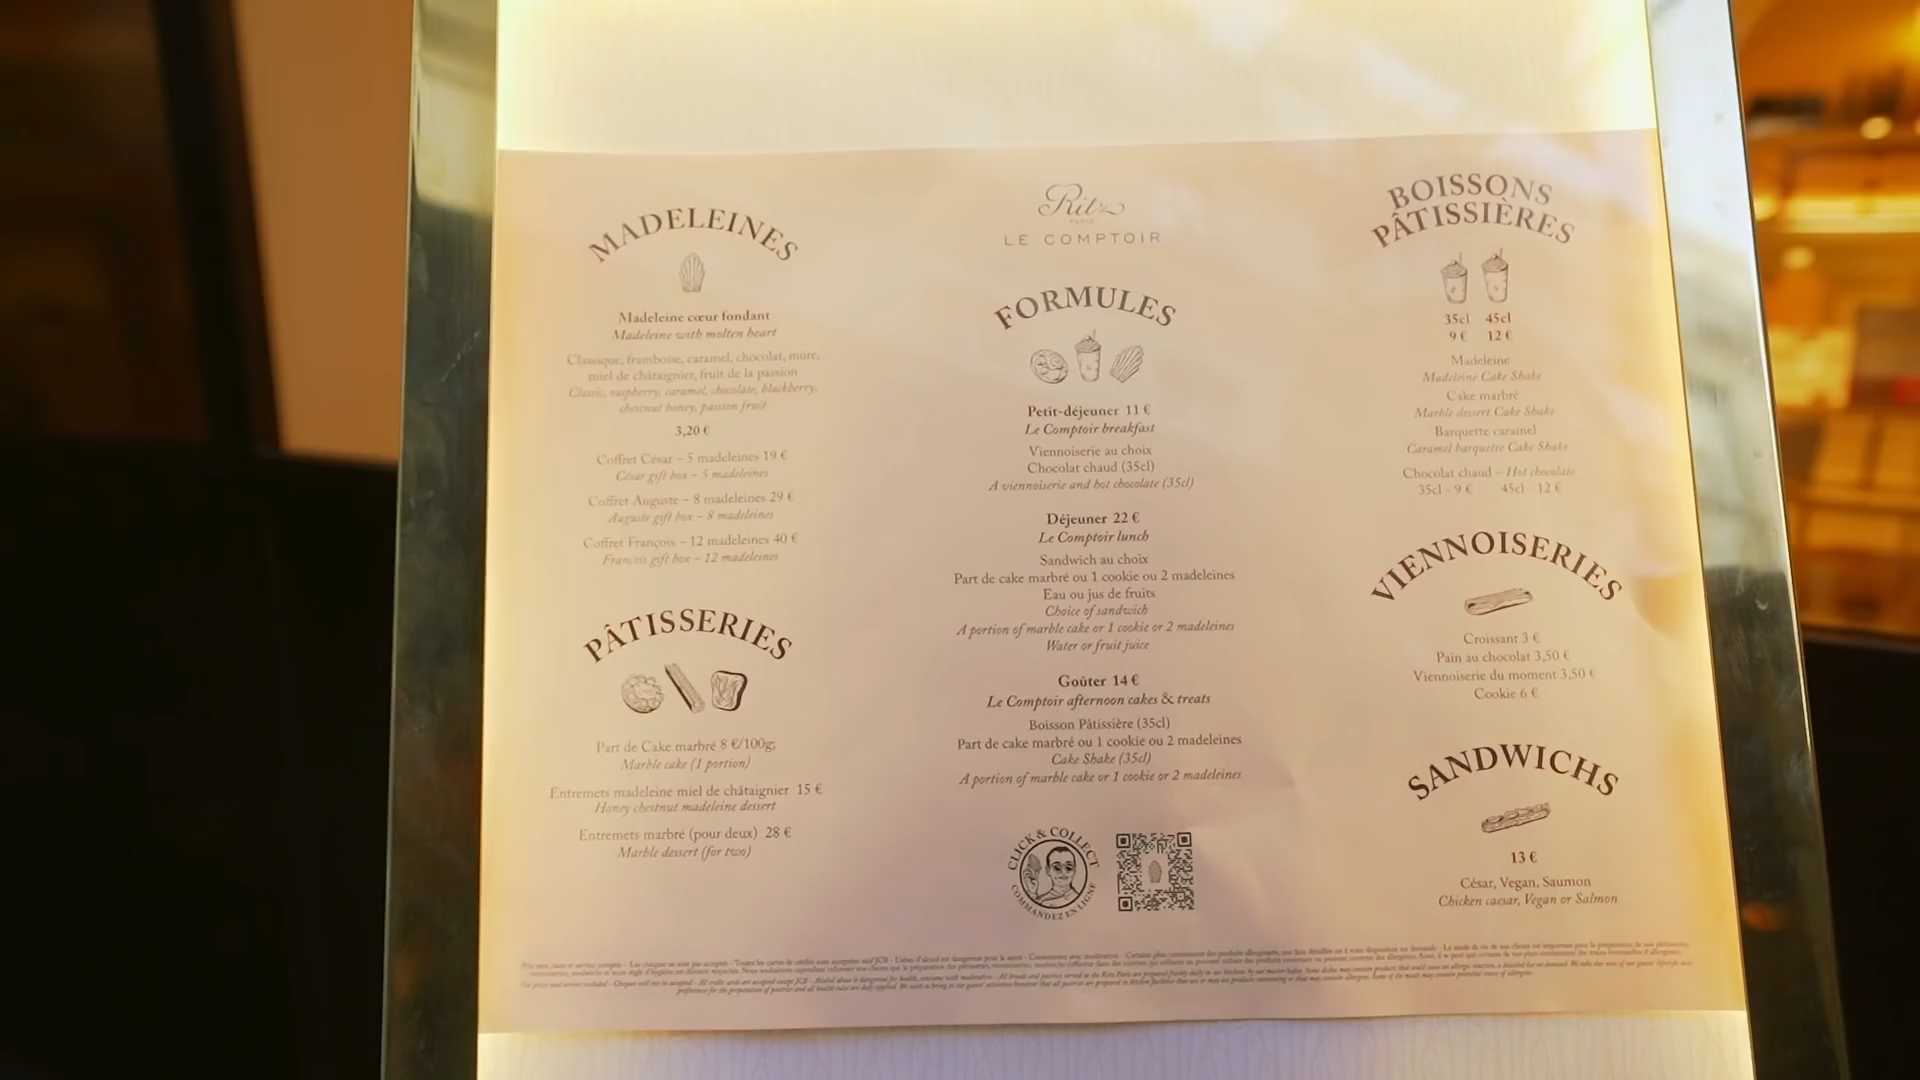 MADELEINES
Madeleine cœur fondant
Madeleine with molten heart
Classique, framboise, caramel, chocolat, mûre,
miel de châtaignier, fruit de la passion
Classic, raspberry, caramel, chocolate, blackberry,
chestnut honey, passion fruit
3,20 €
Coffret César – 5 madeleines 19 €
César gift box – 5 madeleines
Coffret Auguste – 8 madeleines 29 €
Auguste gift box – 8 madeleines
Coffret François – 12 madeleines 40 €
François gift box – 12 madeleines
PÂTISSERIES
Part de Cake marbré 8 €/100g
Marble cake (1 portion)
Entremets madeleine miel de châtaignier 15 €
Honey chestnut madeleine dessert
Entremets marbré (pour deux) 28 €
Marble dessert (for two)
Ritz
PARIS
LE COMPTOIR
FORMULES
Petit-déjeuner 11 €
Le Comptoir breakfast
Viennoiserie au choix
Chocolat chaud (35cl)
A viennoiserie and hot chocolate (35cl)
Déjeuner 22 €
Le Comptoir lunch
Sandwich au choix
Part de cake marbré ou 1 cookie ou 2 madeleines
Eau ou jus de fruits
Choice of sandwich
A portion of marble cake or 1 cookie or 2 madeleines
Water or fruit juice
Goûter 14 €
Le Comptoir afternoon cakes & treats
Boisson Pâtissière (35cl)
Part de cake marbré ou 1 cookie ou 2 madeleines
Cake Shake (35cl)
A portion of marble cake or 1 cookie or 2 madeleines
CLICK & COLLECT
COMMANDEZ EN LIGNE
BOISSONS
PÂTISSIÈRES
35cl 45cl
9 € 12 €
Madeleine
Madeleine Cake Shake
Cake marbré
Marble dessert Cake Shake
Barquette caramel
Caramel barquette Cake Shake
Chocolat chaud – Hot chocolate
35cl - 9 € 45cl - 12 €
VIENNOISERIES
Croissant 3 €
Pain au chocolat 3,50 €
Viennoiserie du moment 3,50 €
Cookie 6 €
SANDWICHS
13 €
César, Vegan, Saumon
Chicken caesar, Vegan or Salmon